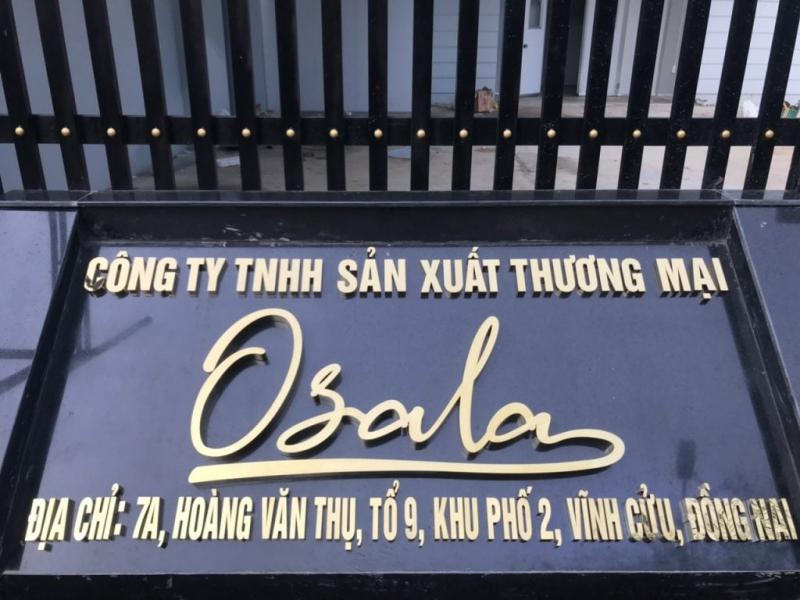 CÔNG TY TNHH SẢN XUẤT THƯƠNG MẠI
Osala
ĐỊA CHỈ: 7A, HOÀNG VĂN THỤ, TỔ 9, KHU PHỐ 2, VĨNH CỬU, ĐỒNG NAI